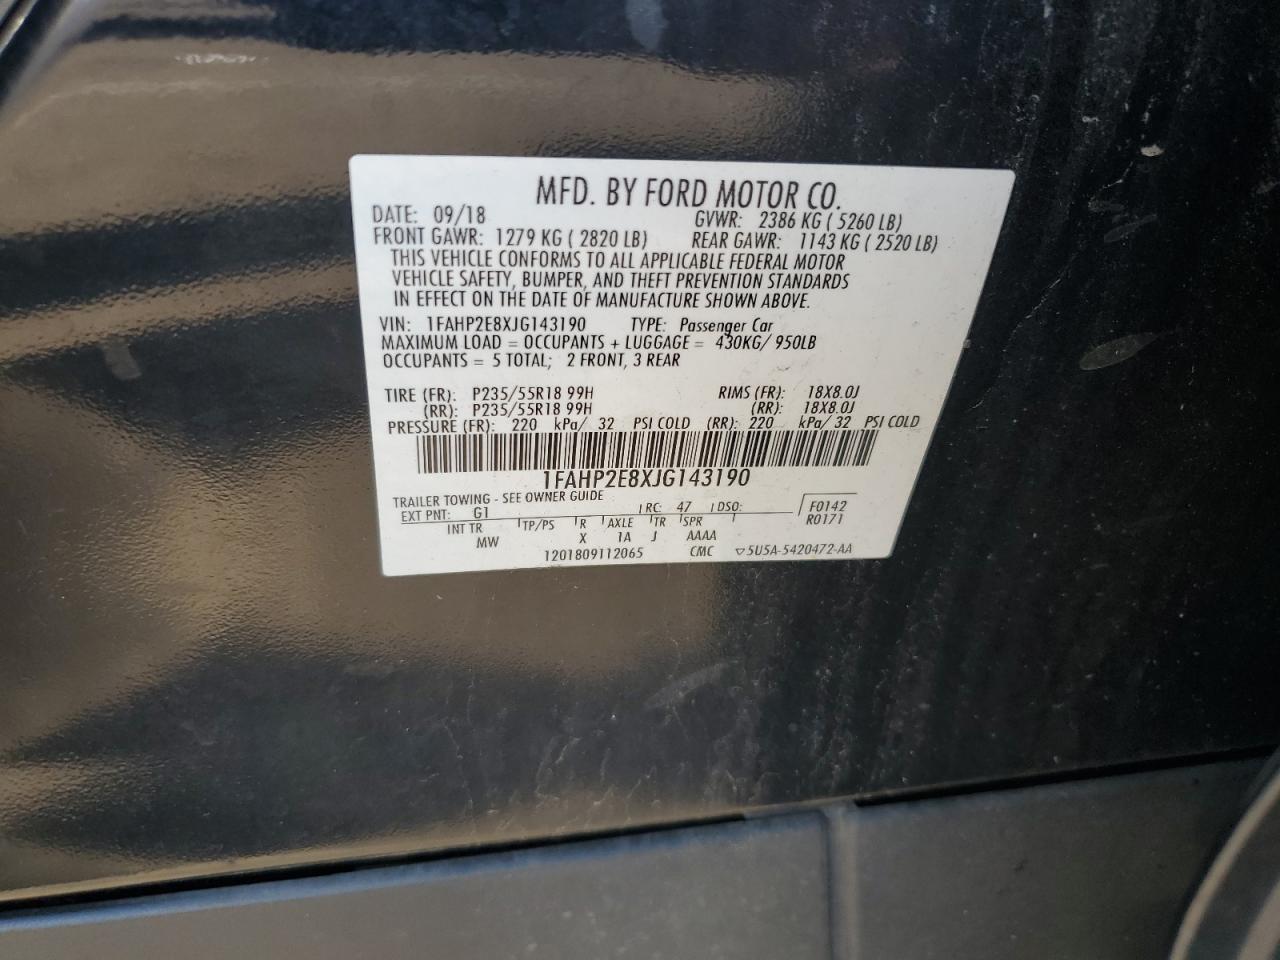 MFD. BY FORD MOTOR CO.
DATE: 09/18 GVWR: 2386 KG ( 5260 LB)
FRONT GAWR: 1279 KG ( 2820 LB) REAR GAWR: 1143 KG ( 2520 LB)
THIS VEHICLE CONFORMS TO ALL APPLICABLE FEDERAL MOTOR
VEHICLE SAFETY, BUMPER, AND THEFT PREVENTION STANDARDS
IN EFFECT ON THE DATE OF MANUFACTURE SHOWN ABOVE.
VIN: 1FAHP2E8XJG143190 TYPE: Passenger Car
MAXIMUM LOAD = OCCUPANTS + LUGGAGE = 430KG/ 950LB
OCCUPANTS = 5 TOTAL; 2 FRONT, 3 REAR
TIRE (FR): P235/55R18 99H RIMS (FR): 18X8.0J
(RR): P235/55R18 99H (RR): 18X8.0J
PRESSURE (FR): 220 kPa/ 32 PSI COLD (RR): 220 kPa/ 32 PSI COLD
1FAHP2E8XJG143190
TRAILER TOWING - SEE OWNER GUIDE
EXT PNT: G1 RC: 47 DSO: F0142
INT TR TP/PS R AXLE TR SPR R0171
MW X 1A J AAAA
1201809112065 CMC ▽5U5A-5420472-AA